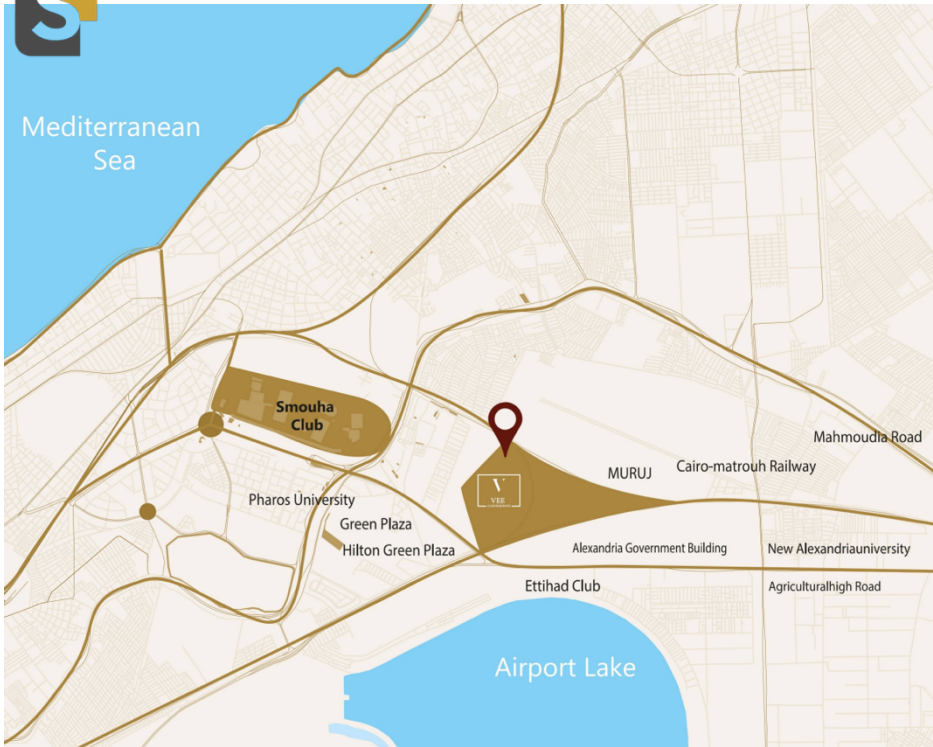 S
Mediterranean
Sea
Smouha
Club
Mahmoudia Road
MURUJ
Cairo-matrouh Railway
V
VEE
Pharos University
Green Plaza
Hilton Green Plaza
Alexandria Government Building
New Alexandriauniversity
Ettihad Club
Agriculturalhigh Road
Airport Lake